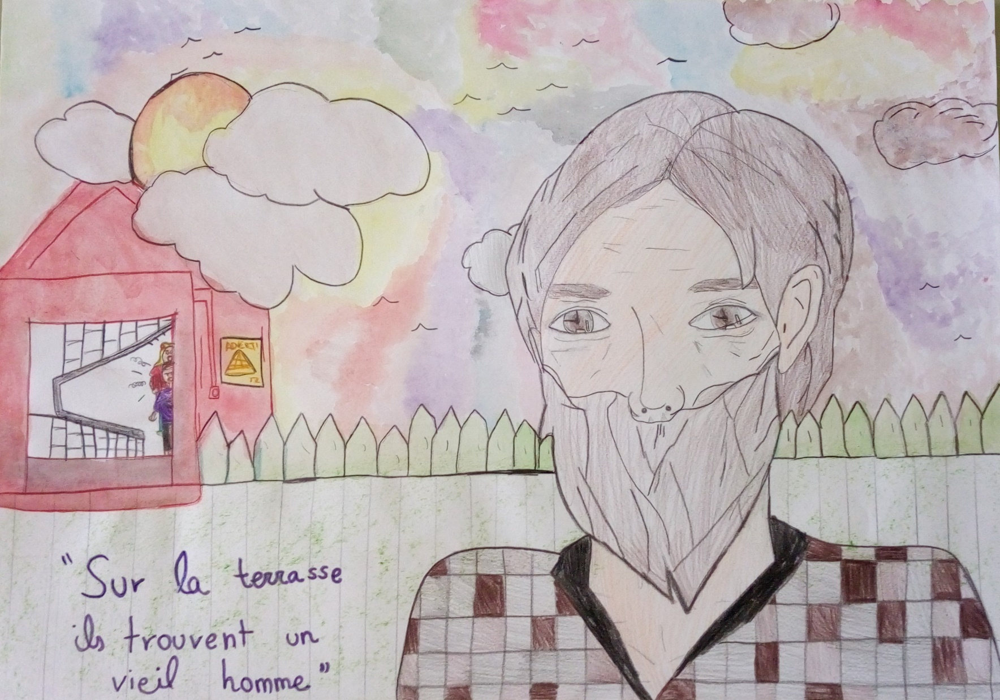 "Sur la terrasse
ils trouvent un
vieil homme"